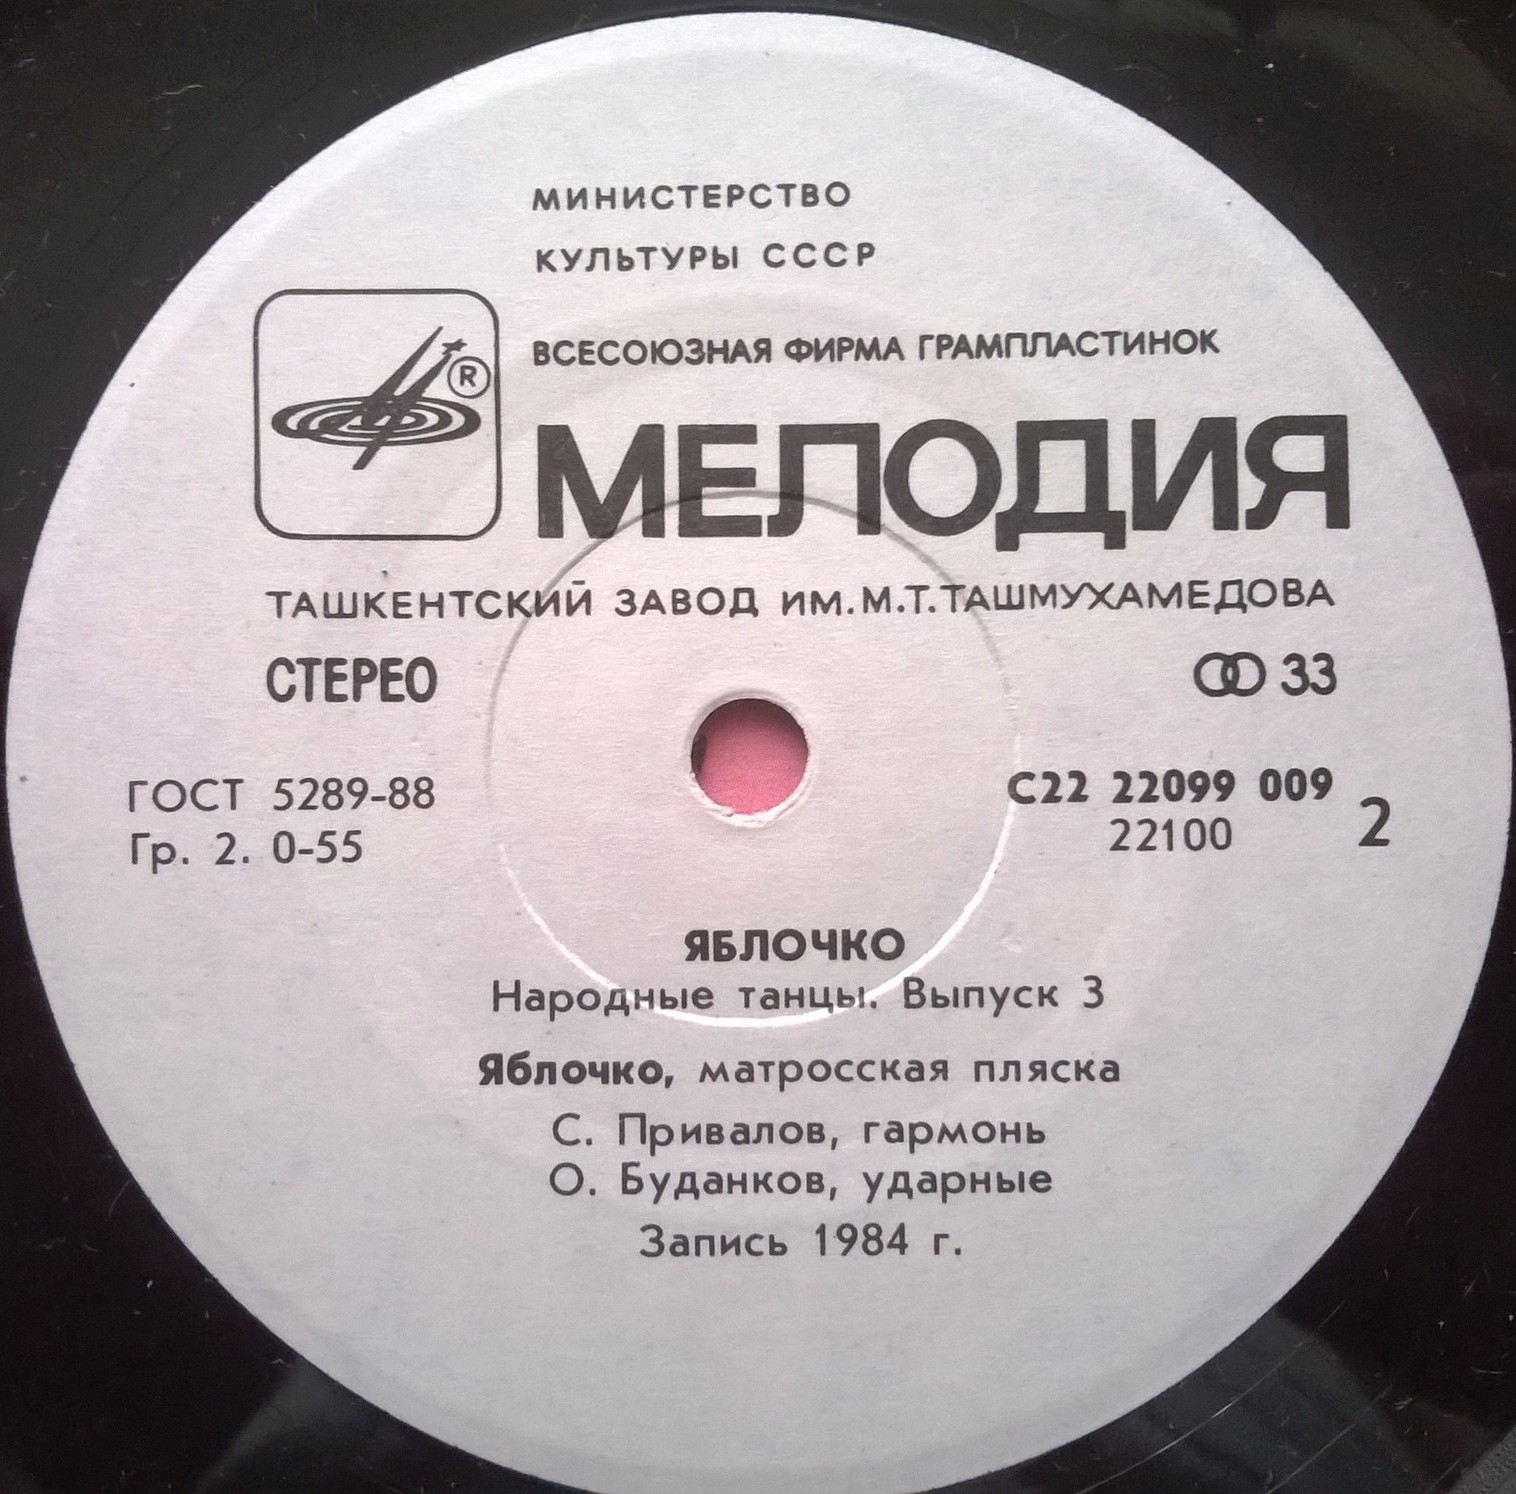 МИНИСТЕРСТВО
КУЛЬТУРЫ СССР
ВСЕСОЮЗНАЯ ФИРМА ГРАМПЛАСТИНОК
®
МЕЛОДИЯ
ТАШКЕНТСКИЙ ЗАВОД ИМ.М.Т.ТАШМУХАМЕДОВА
СТЕРЕО
33
ГОСТ 5289-88
Гр. 2. 0-55
С22 22099 009
22100
2
ЯБЛОЧКО
Народные танцы. Выпуск 3
Яблочко, матросская пляска
С. Привалов, гармонь
О. Буданков, ударные
Запись 1984 г.